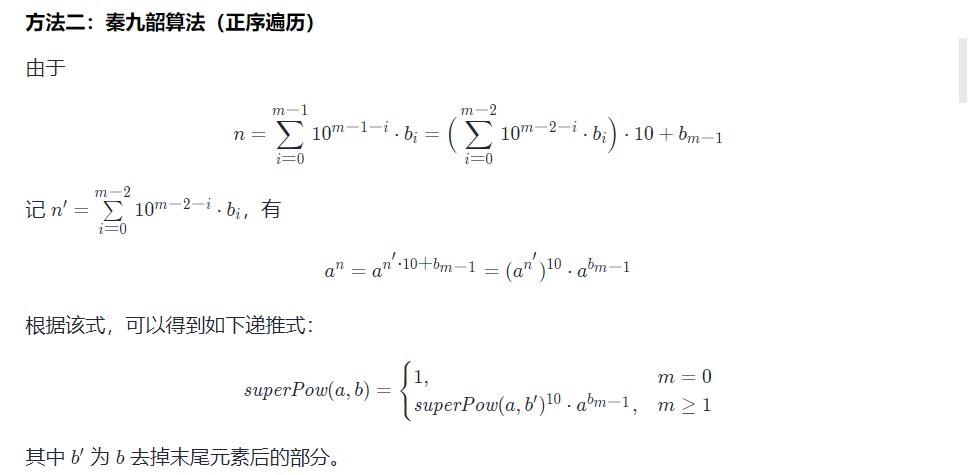 方法二：秦九韶算法（正序遍历）
由于
$$n = \sum_{i=0}^{m-1} 10^{m-1-i} \cdot b_i = \left( \sum_{i=0}^{m-2} 10^{m-2-i} \cdot b_i \right) \cdot 10 + b_{m-1}$$
记 $n' = \sum_{i=0}^{m-2} 10^{m-2-i} \cdot b_i$，有
$$a^n = a^{n' \cdot 10 + b_{m-1}} = (a^{n'})^{10} \cdot a^{b_{m-1}}$$
根据该式，可以得到如下递推式：
$$superPow(a, b) = \begin{cases} 1, & m = 0 \\ superPow(a, b')^{10} \cdot a^{b_{m-1}}, & m \geq 1 \end{cases}$$
其中 $b'$ 为 $b$ 去掉末尾元素后的部分。